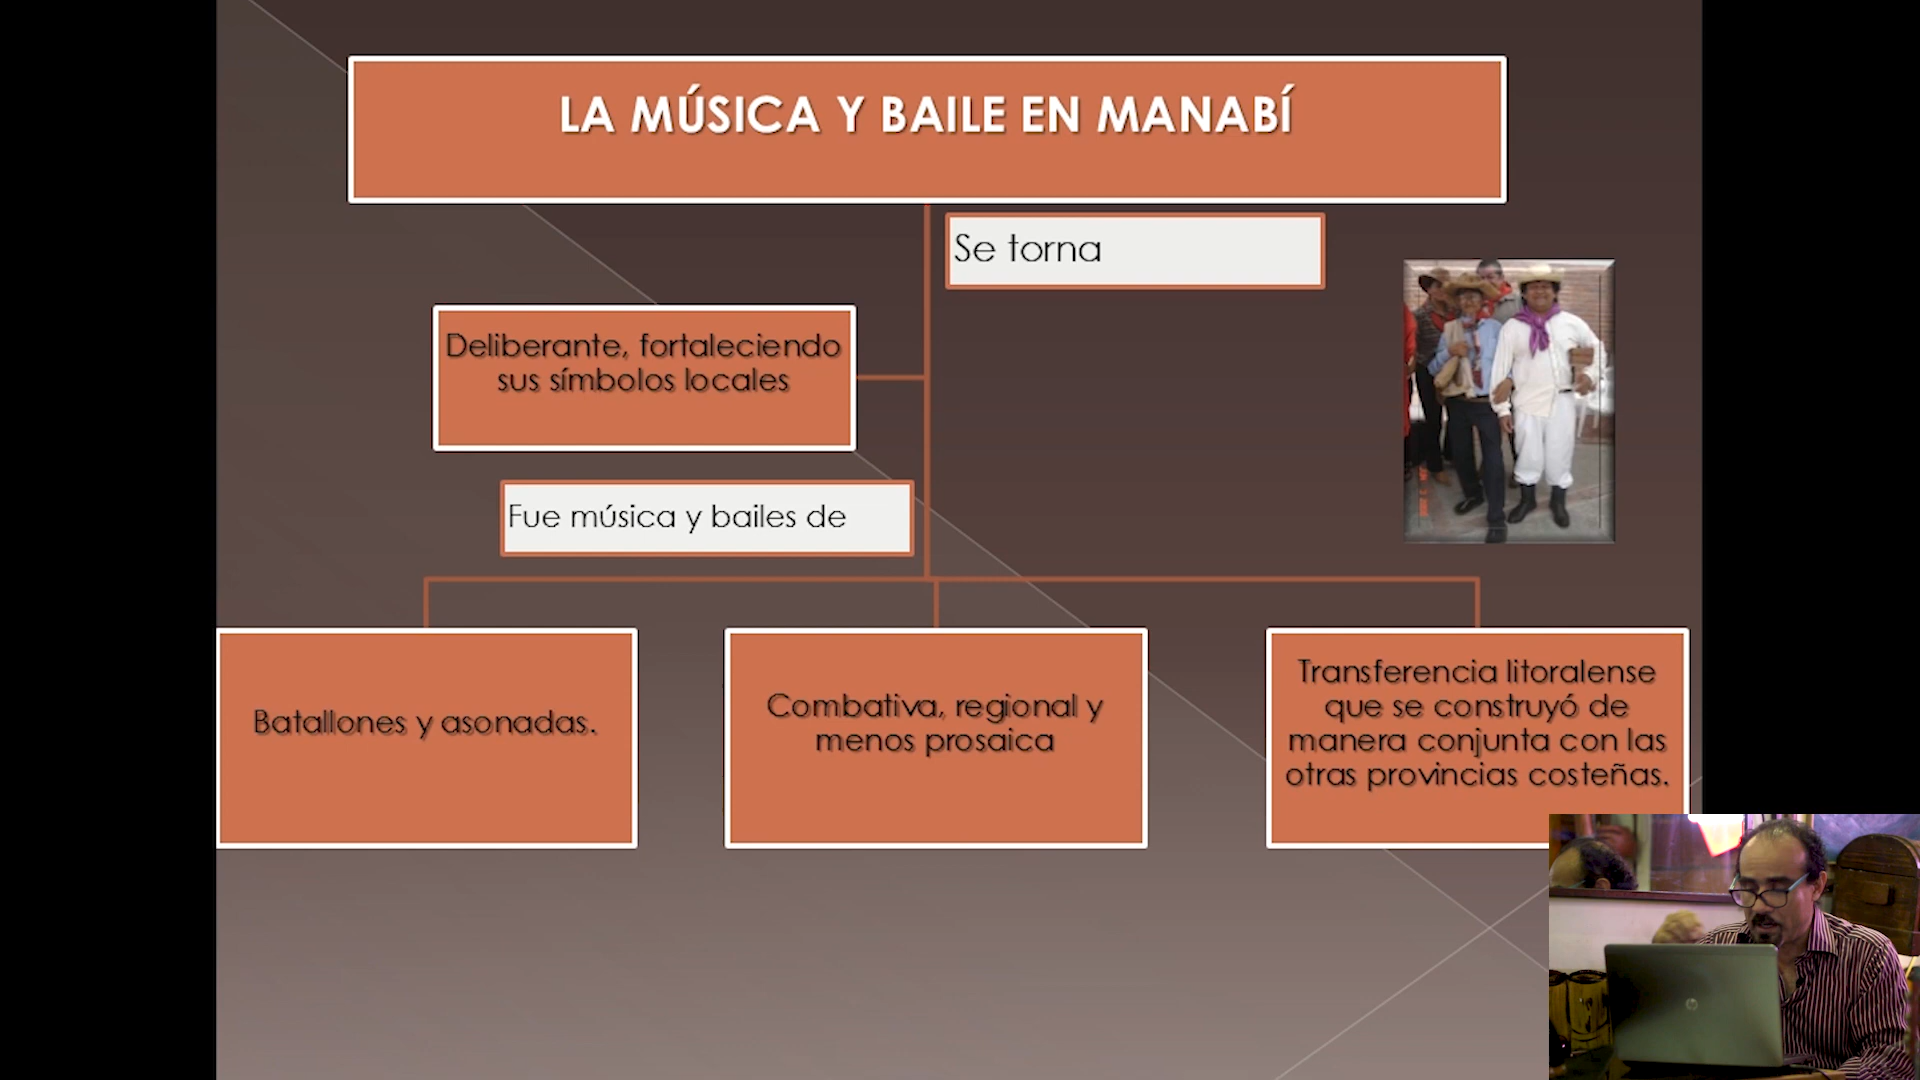 LA MÚSICA Y BAILE EN MANABÍ
Se torna
Deliberante, fortaleciendo
sus símbolos locales
Fue música y bailes de
Batallones y asonadas.
Combativa, regional y
menos prosaica
Transferencia litoralense
que se construyó de
manera conjunta con las
otras provincias costeñas.